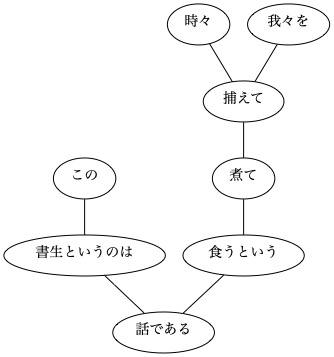 時々 我々を
捕えて
この 煮て
書生というのは 食うという
話である